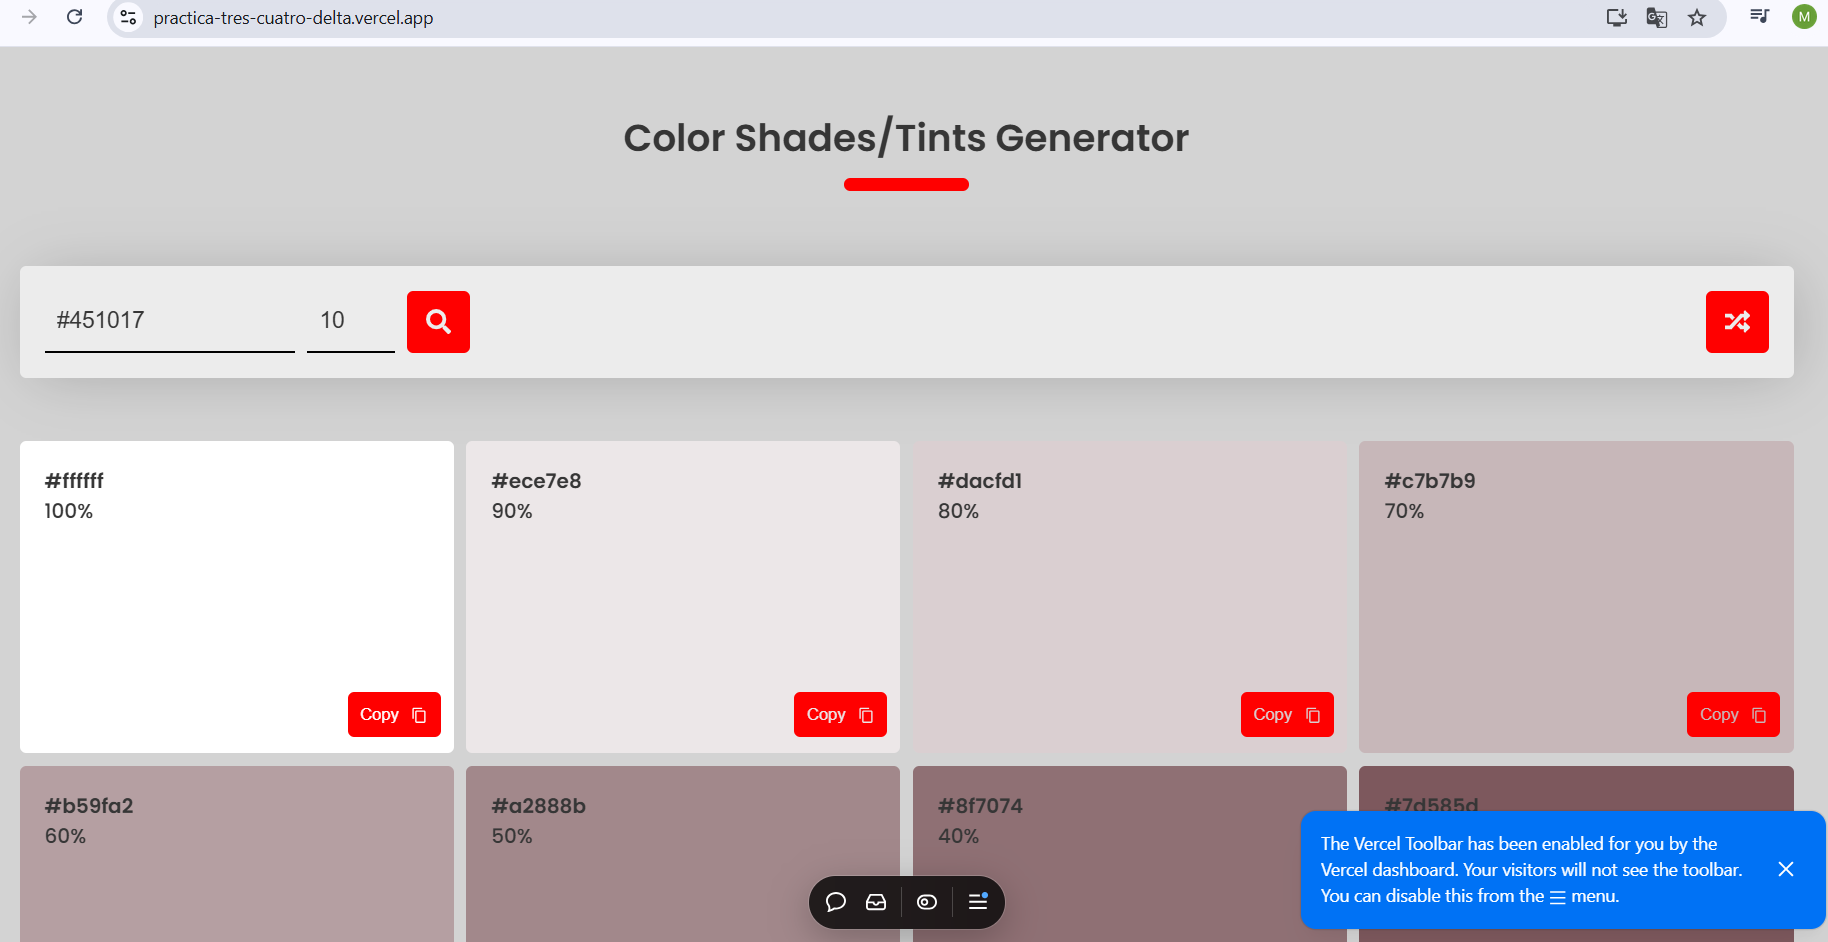 practica-tres-cuatro-delta.vercel.app
M
Color Shades/Tints Generator
#451017
10
#ffffff
100%
Copy
#ece7e8
90%
Copy
#dacfd1
80%
Copy
#c7b7b9
70%
Copy
#b59fa2
60%
#a2888b
50%
#8f7074
40%
#7d585d
The Vercel Toolbar has been enabled for you by the
Vercel dashboard. Your visitors will not see the toolbar.
You can disable this from the menu.